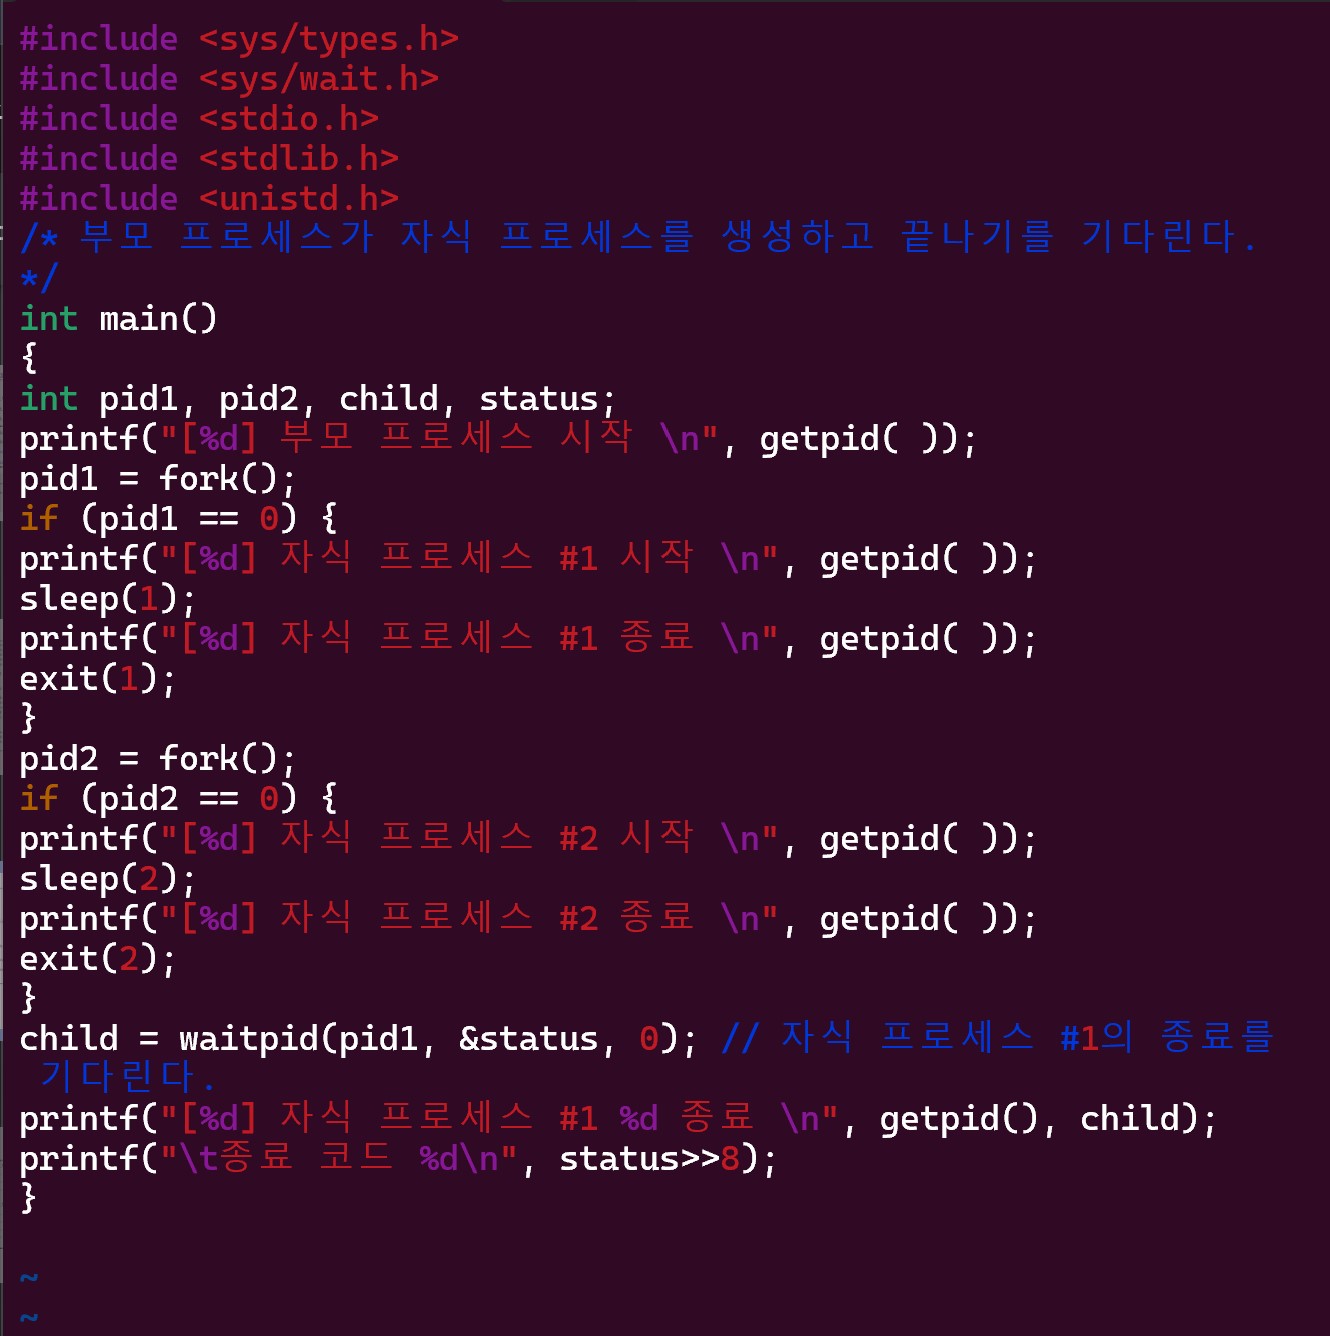 #include <sys/types.h>
#include <sys/wait.h>
#include <stdio.h>
#include <stdlib.h>
#include <unistd.h>
/* 부모 프로세스가 자식 프로세스를 생성하고 끝나기를 기다린다.
*/
int main()
{
int pid1, pid2, child, status;
printf("[%d] 부모 프로세스 시작 \n", getpid( ));
pid1 = fork();
if (pid1 == 0) {
printf("[%d] 자식 프로세스 #1 시작 \n", getpid( ));
sleep(1);
printf("[%d] 자식 프로세스 #1 종료 \n", getpid( ));
exit(1);
}
pid2 = fork();
if (pid2 == 0) {
printf("[%d] 자식 프로세스 #2 시작 \n", getpid( ));
sleep(2);
printf("[%d] 자식 프로세스 #2 종료 \n", getpid( ));
exit(2);
}
child = waitpid(pid1, &status, 0); // 자식 프로세스 #1의 종료를
 기다린다.
printf("[%d] 자식 프로세스 #1 %d 종료 \n", getpid(), child);
printf("\t종료 코드 %d\n", status>>8);
}
~
~